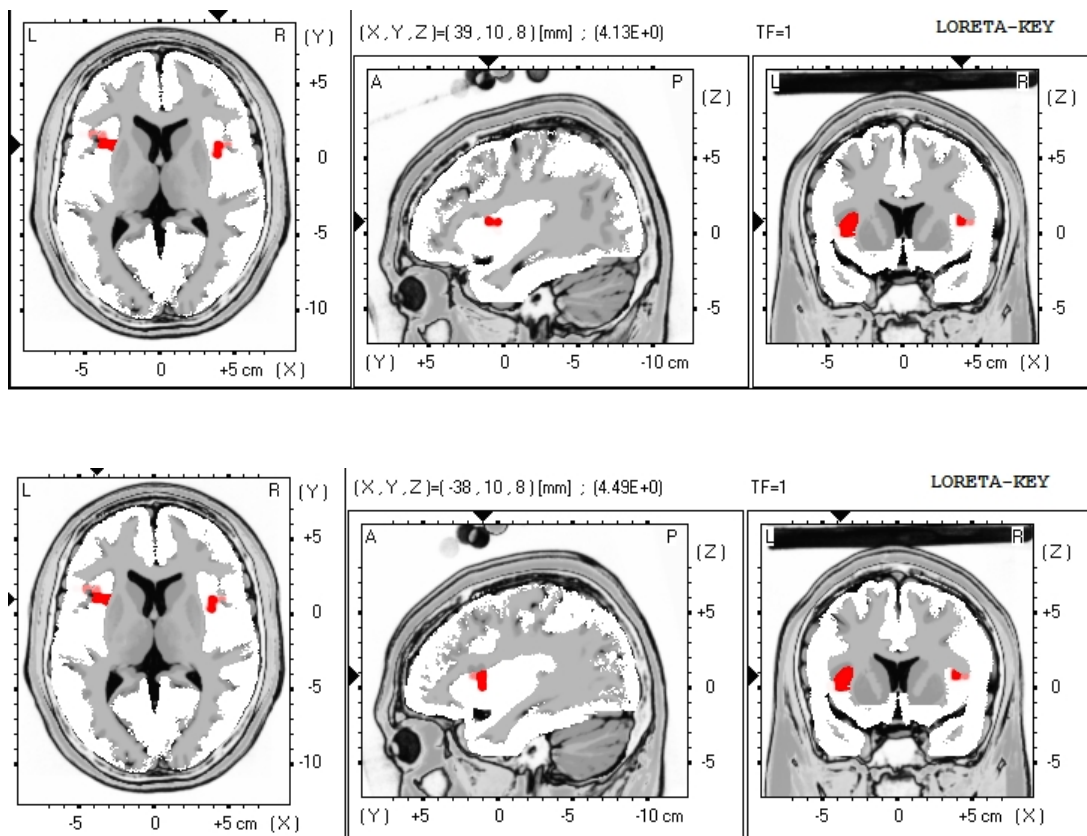 L R (Y) (X,Y,Z)=(39,10,8)[mm] ; (4.13E+0) TF=1 LORETA-KEY
A P (Z) L R (Z)
+5 +5 +5
0
0 0
-5
-5 -5
-10
-5 0 +5 cm (X) (Y) +5 0 -5 -10 cm -5 0 +5 cm (X)
L R (Y) (X,Y,Z)=(-38,10,8)[mm] ; (4.49E+0) TF=1 LORETA-KEY
A P (Z) L R (Z)
+5 +5 +5
0
0 0
-5
-5 -5
-10
-5 0 +5 cm (X) (Y) +5 0 -5 -10 cm -5 0 +5 cm (X)